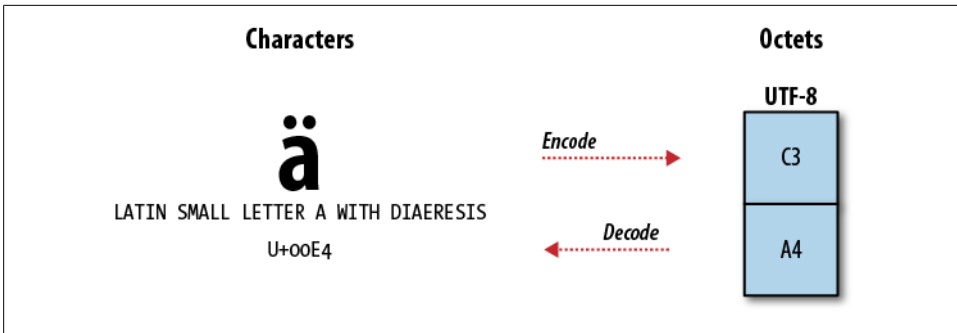 Characters
Octets
UTF-8
ä
Encode
C3
LATIN SMALL LETTER A WITH DIAERESIS
U+00E4
Decode
A4